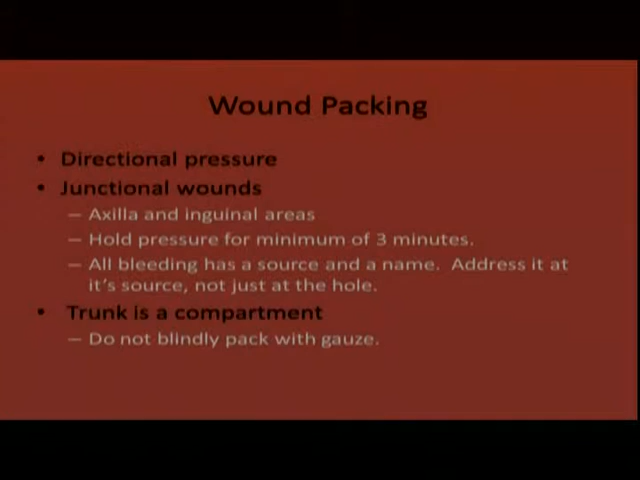 Wound Packing
• Directional pressure
• Junctional wounds
– Axilla and inguinal areas
– Hold pressure for minimum of 3 minutes.
– All bleeding has a source and a name. Address it at
it's source, not just at the hole.
• Trunk is a compartment
– Do not blindly pack with gauze.